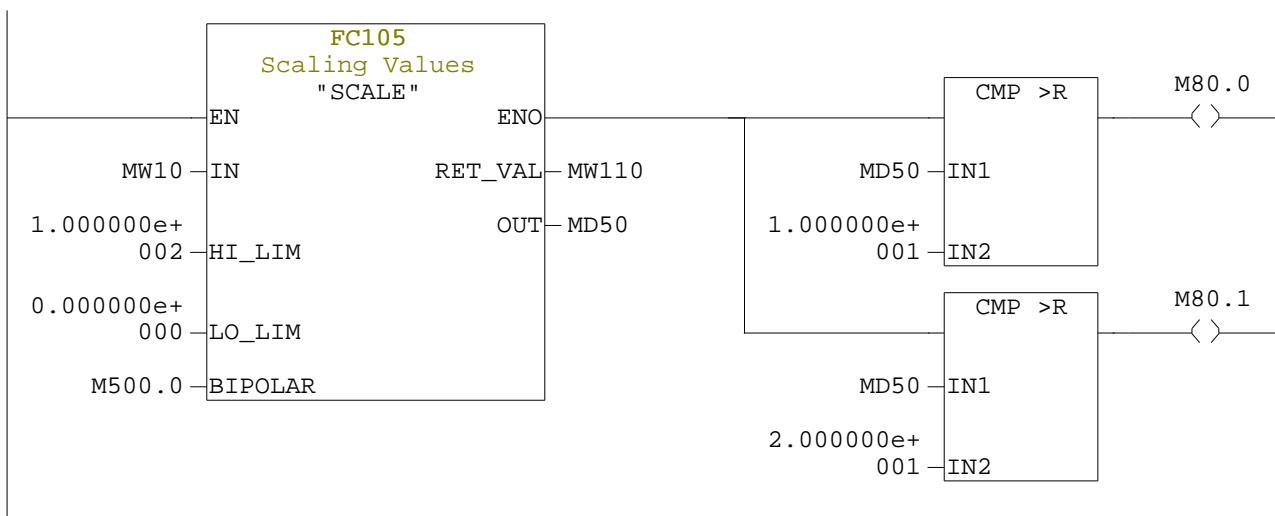 FC105
Scaling Values
"SCALE"
EN ENO
MW10 IN RET_VAL MW110
1.000000e+ OUT MD50
002 HI_LIM
0.000000e+
000 LO_LIM
M500.0 BIPOLAR
CMP >R M80.0
MD50 IN1
1.000000e+
001 IN2
CMP >R M80.1
MD50 IN1
2.000000e+
001 IN2